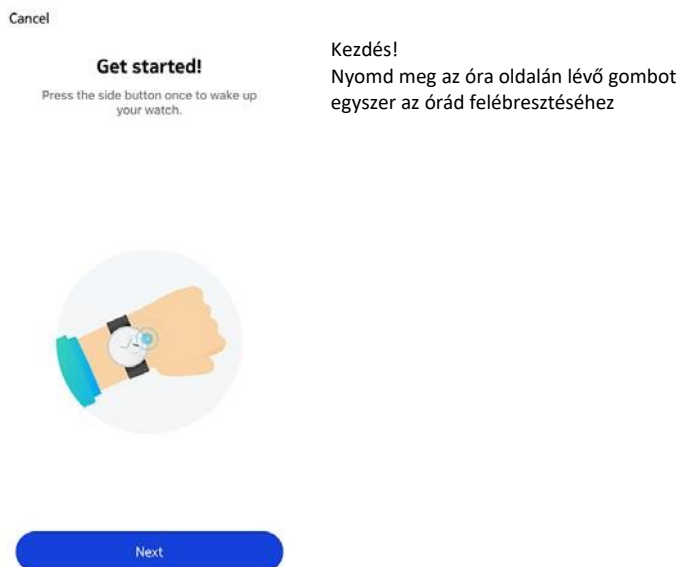 Cancel
Get started!
Press the side button once to wake up
your watch.
Kezdés!
Nyomd meg az óra oldalán lévő gombot
egyszer az órád felébresztéséhez
Next